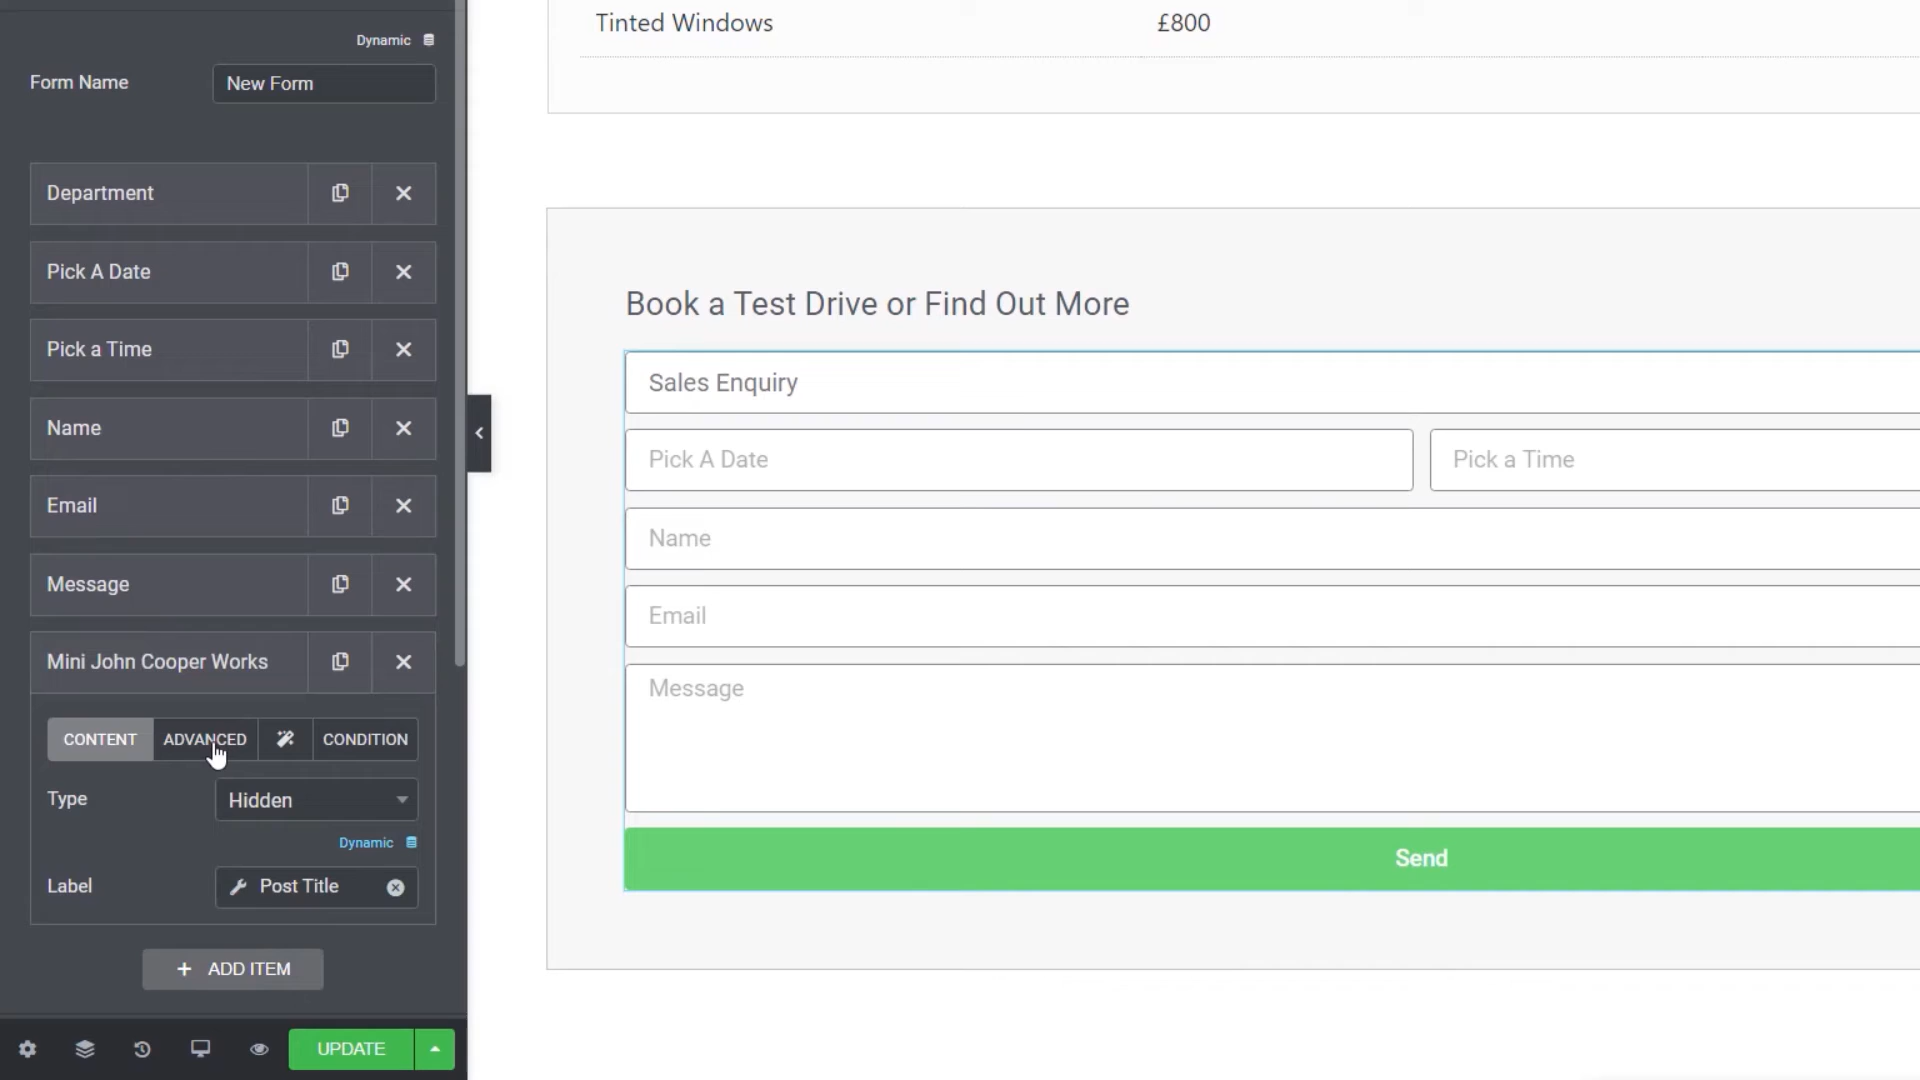 Dynamic
Form Name
New Form
Department
Pick A Date
Pick a Time
Name
Email
Message
Mini John Cooper Works
CONTENT
ADVANCED
CONDITION
Type
Hidden
Dynamic
Label
Post Title
+ ADD ITEM
UPDATE
Tinted Windows
£800
Book a Test Drive or Find Out More
Sales Enquiry
Pick A Date
Pick a Time
Name
Email
Message
Send